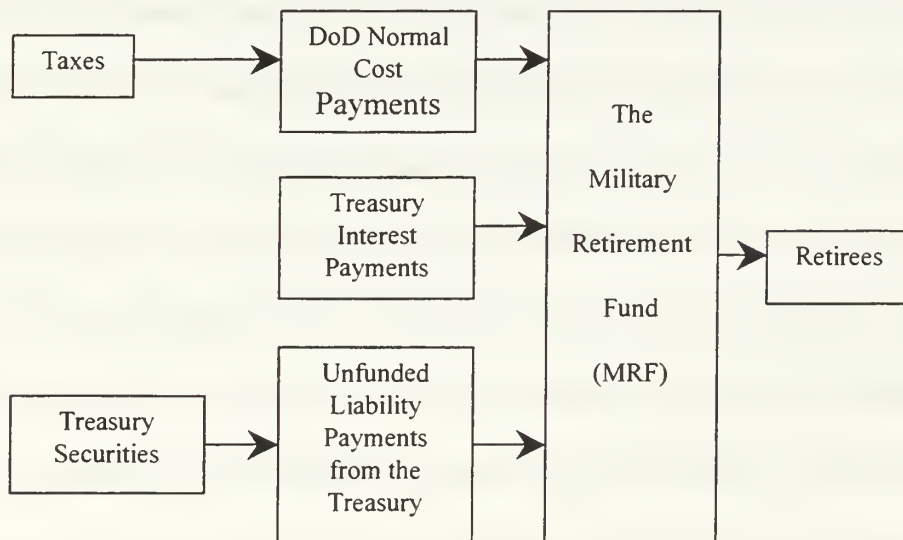 Taxes
DoD Normal
Cost
Payments
Treasury
Interest
Payments
Treasury
Securities
Unfunded
Liability
Payments
from the
Treasury
The
Military
Retirement
Fund
(MRF)
Retirees